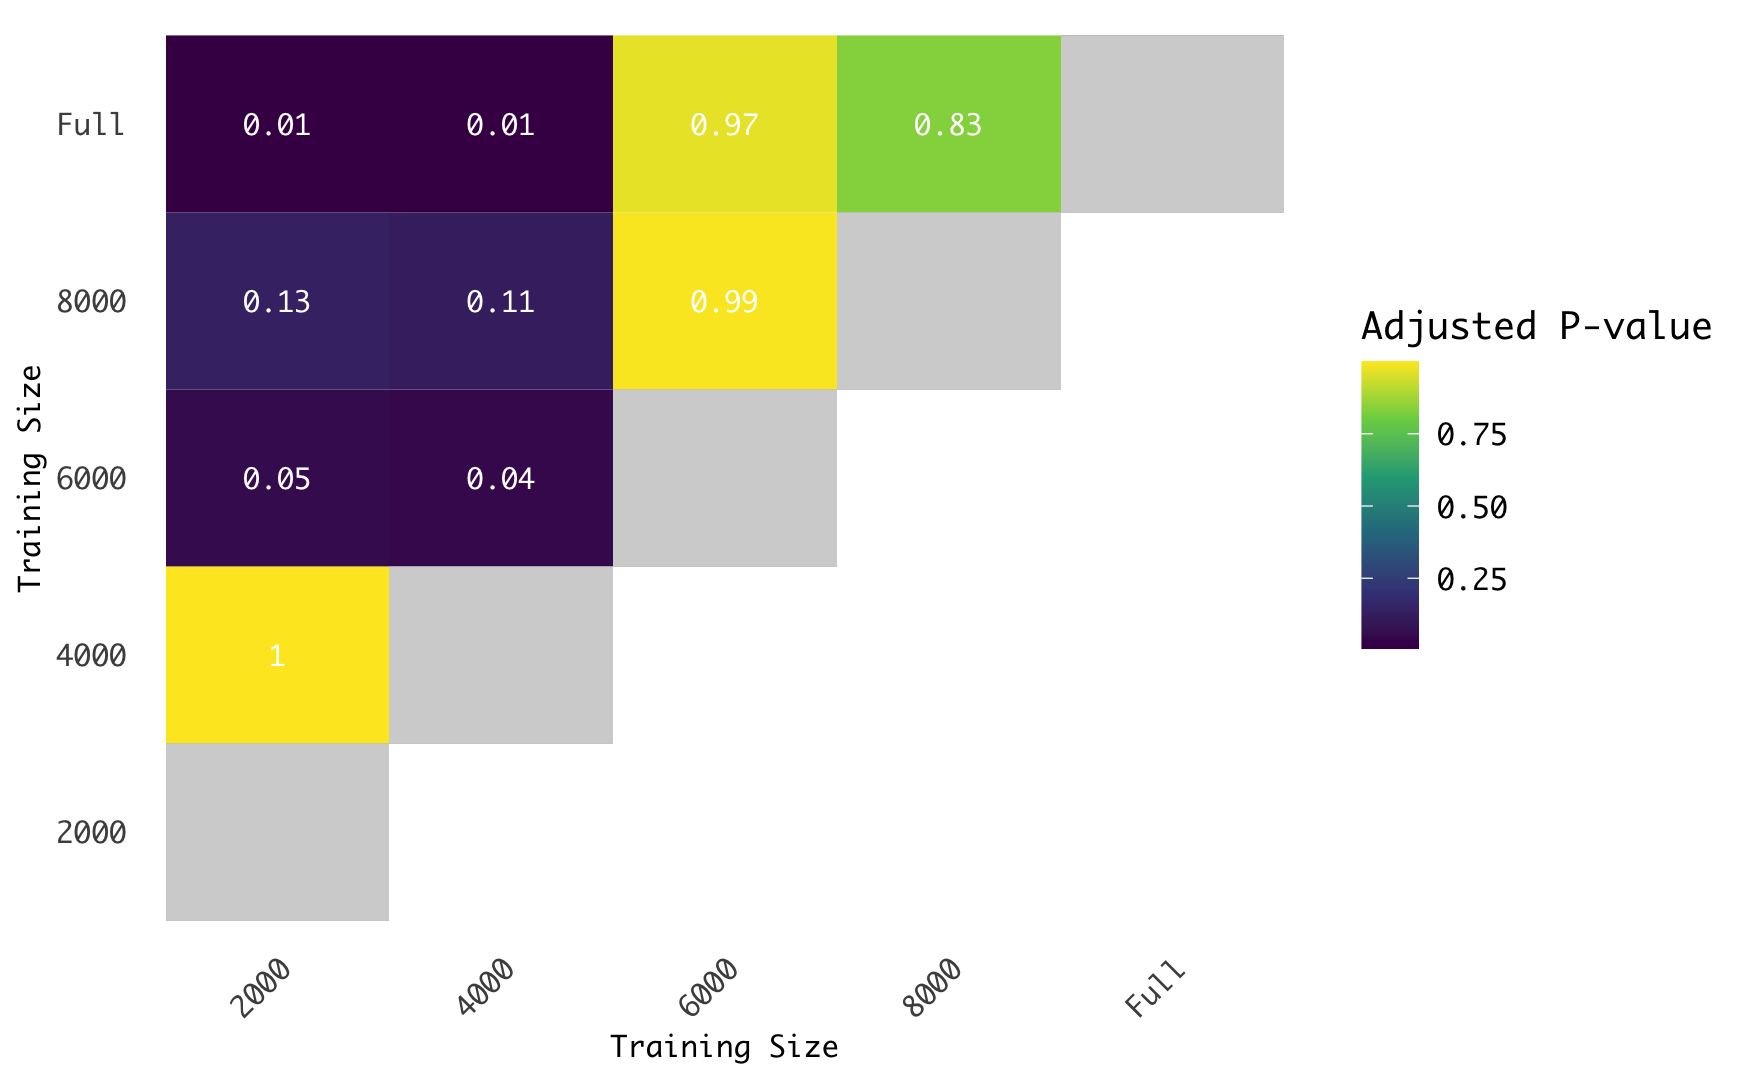 Full 0.01 0.01 0.97 0.83
8000 0.13 0.11 0.99
6000 0.05 0.04
4000 1
2000
2000 4000 6000 8000 Full
Training Size
Training Size
Adjusted P-value
0.75
0.50
0.25